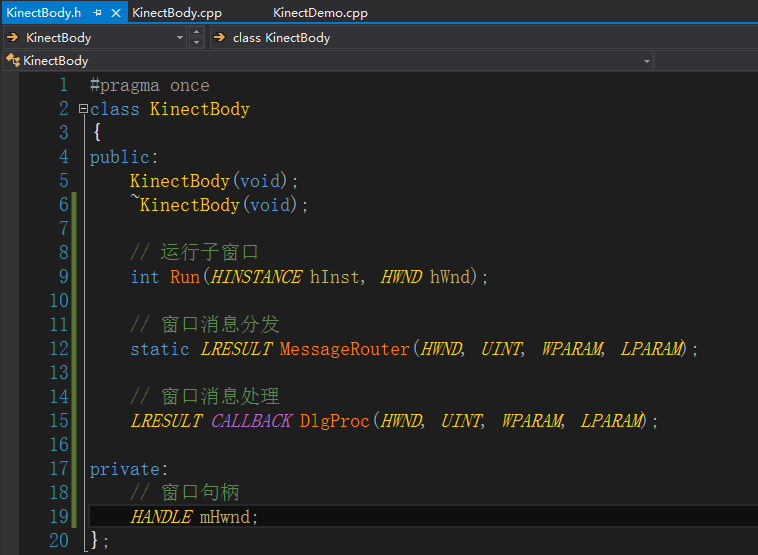 KinectBody.h KinectBody.cpp KinectDemo.cpp
KinectBody class KinectBody
KinectBody
1 #pragma once
2 class KinectBody
3 {
4 public:
5 KinectBody(void);
6 ~KinectBody(void);
7
8 // 运行子窗口
9 int Run(HINSTANCE hInst, HWND hWnd);
10
11 // 窗口消息分发
12 static LRESULT MessageRouter(HWND, UINT, WPARAM, LPARAM);
13
14 // 窗口消息处理
15 LRESULT CALLBACK DlgProc(HWND, UINT, WPARAM, LPARAM);
16
17 private:
18 // 窗口句柄
19 HANDLE mHwnd;
20 };